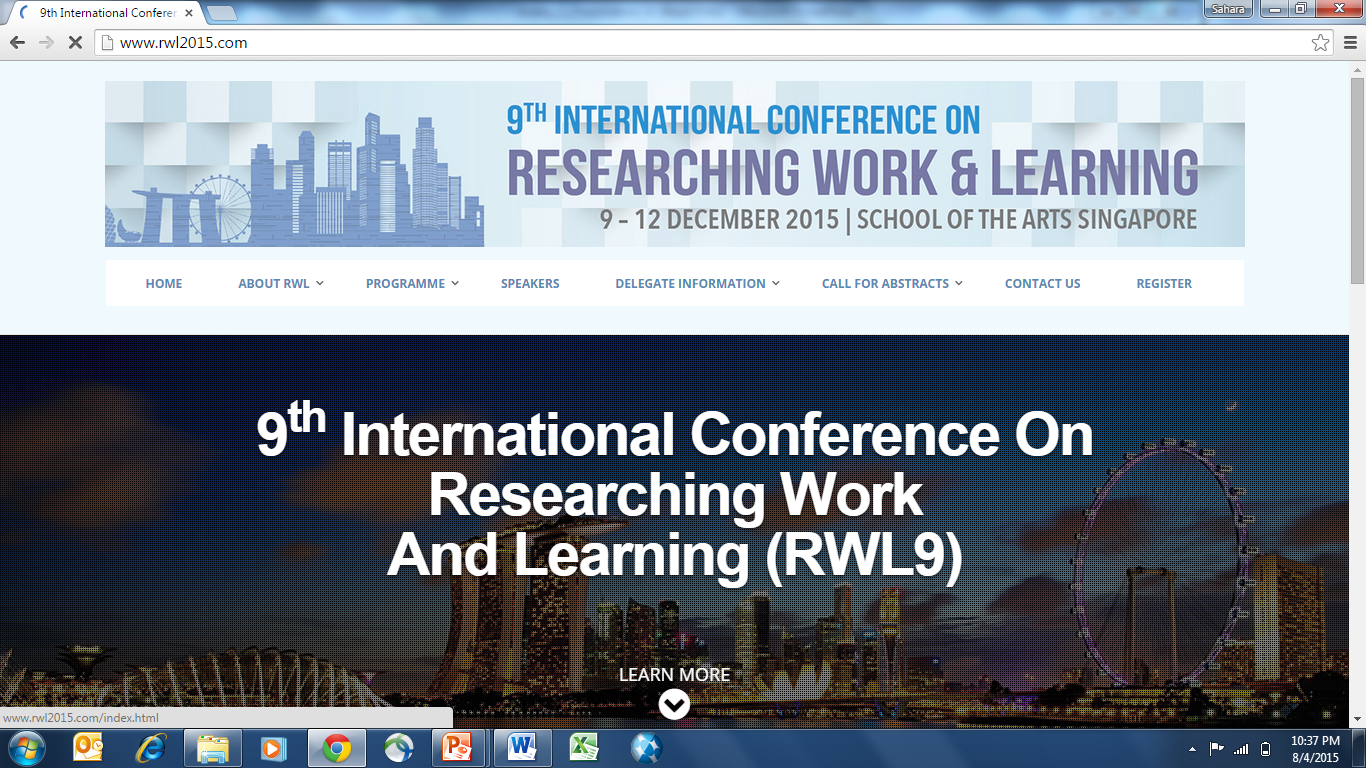 9th International Conferen
Sahara
www.rwl2015.com
9TH INTERNATIONAL CONFERENCE ON
RESEARCHING WORK & LEARNING
9 – 12 DECEMBER 2015 | SCHOOL OF THE ARTS SINGAPORE
HOME ABOUT RWL PROGRAMME SPEAKERS DELEGATE INFORMATION CALL FOR ABSTRACTS CONTACT US REGISTER
9th International Conference On
Researching Work
And Learning (RWL9)
LEARN MORE
www.rwl2015.com/index.html
10:37 PM
8/4/2015